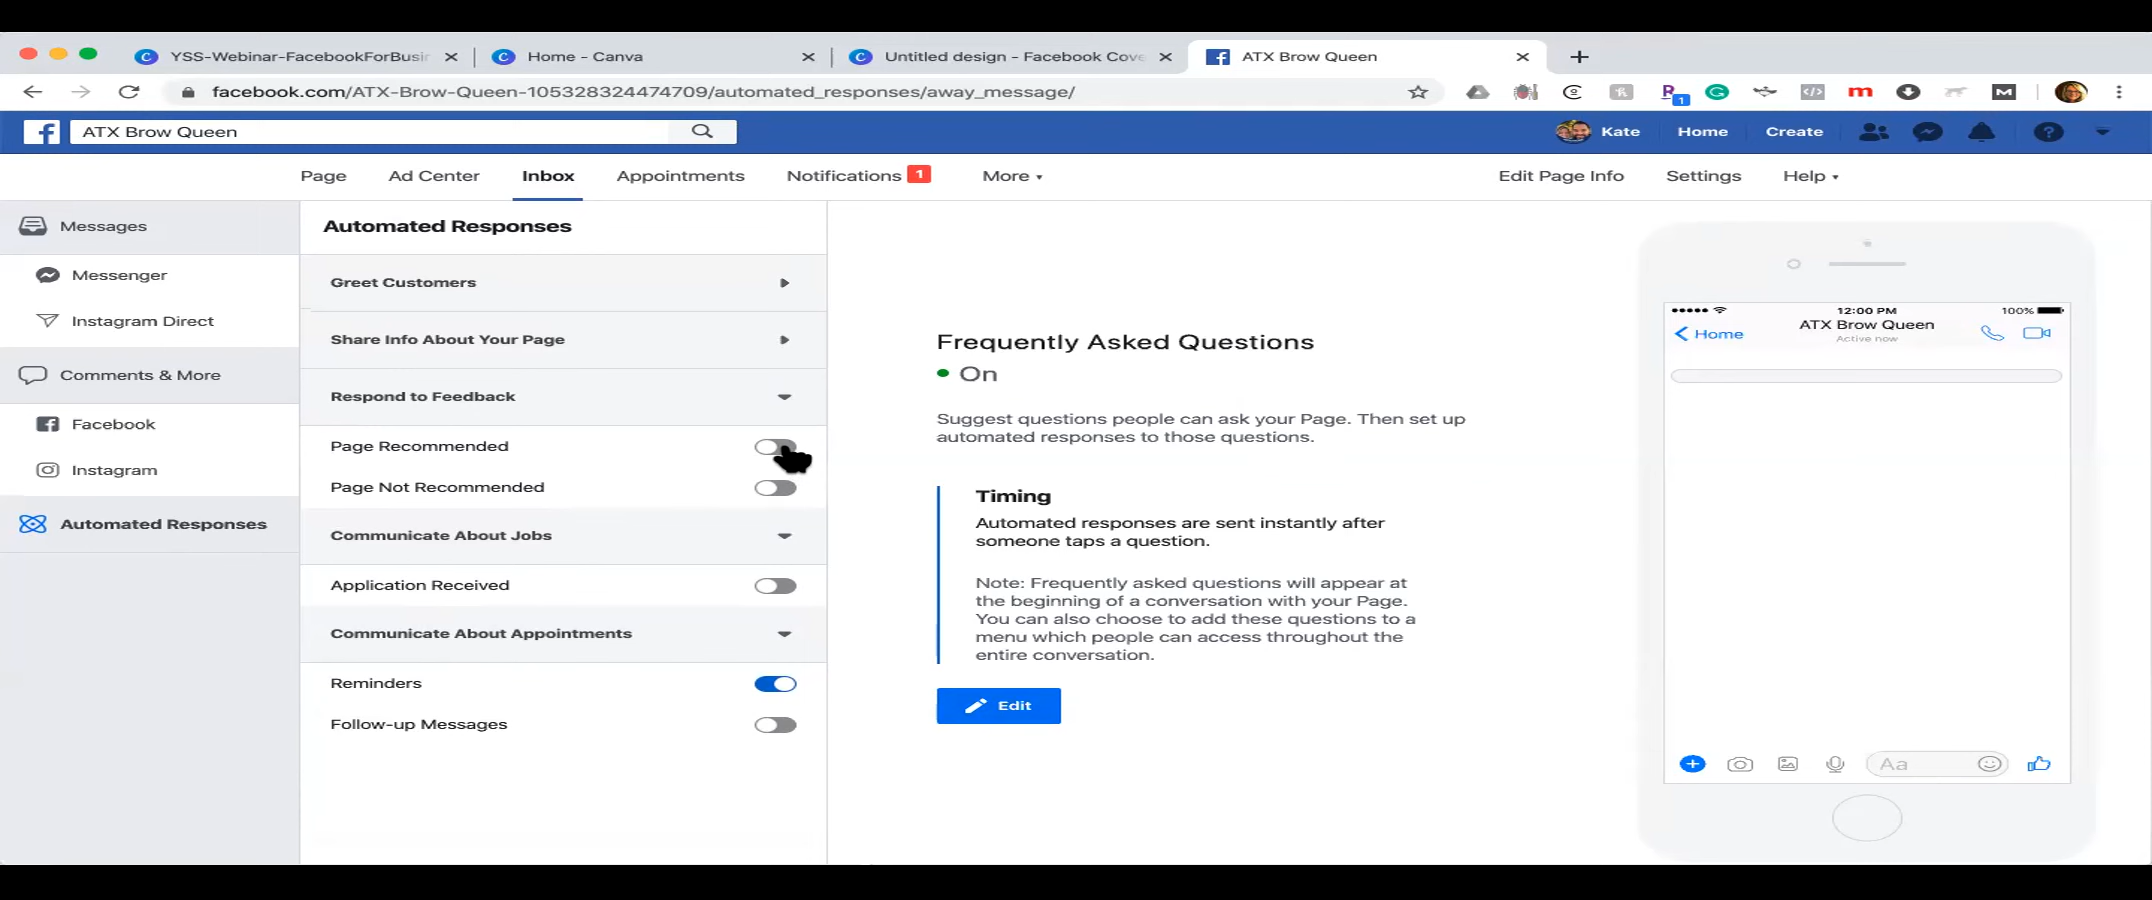 YSS-Webinar-FacebookForBusin
Home - Canva
Untitled design - Facebook Cove
ATX Brow Queen
facebook.com/ATX-Brow-Queen-105328324474709/automated_responses/away_message/
1
ATX Brow Queen
Kate
Home
Create
Page
Ad Center
Inbox
Appointments
Notifications 1
More
Edit Page Info
Settings
Help
Messages
Messenger
Instagram Direct
Comments & More
Facebook
Instagram
Automated Responses
Automated Responses
Greet Customers
Share Info About Your Page
Respond to Feedback
Page Recommended
Page Not Recommended
Communicate About Jobs
Application Received
Communicate About Appointments
Reminders
Follow-up Messages
Frequently Asked Questions
On
Suggest questions people can ask your Page. Then set up
automated responses to those questions.
Timing
Automated responses are sent instantly after
someone taps a question.
Note: Frequently asked questions will appear at
the beginning of a conversation with your Page.
You can also choose to add these questions to a
menu which people can access throughout the
entire conversation.
Edit
12:00 PM
100%
Home
ATX Brow Queen
Active now
Aa